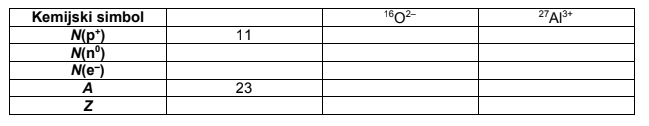 Kemijski simbol ¹⁶O²⁻ ²⁷Al³⁺
N(p⁺) 11
N(n⁰)
N(e⁻)
A 23
Z